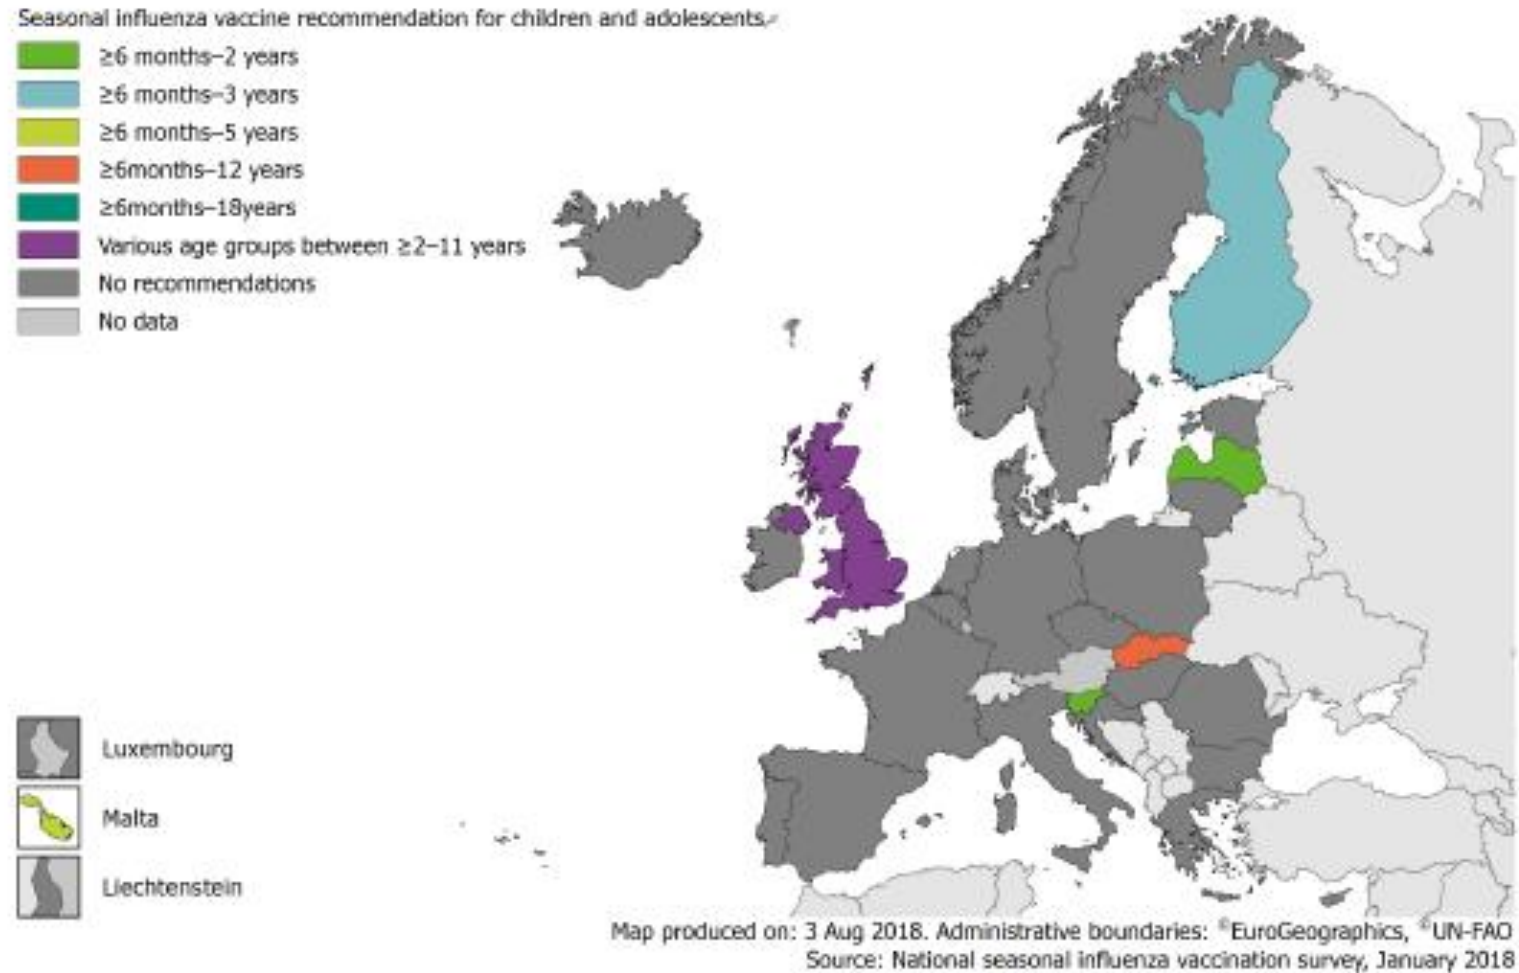 Seasonal influenza vaccine recommendation for children and adolescents
≥6 months–2 years
≥6 months–3 years
≥6 months–5 years
≥6months–12 years
≥6months–18years
Various age groups between ≥2–11 years
No recommendations
No data
Luxembourg
Malta
Liechtenstein
Map produced on: 3 Aug 2018. Administrative boundaries: ©EuroGeographics, ©UN-FAO
Source: National seasonal influenza vaccination survey, January 2018